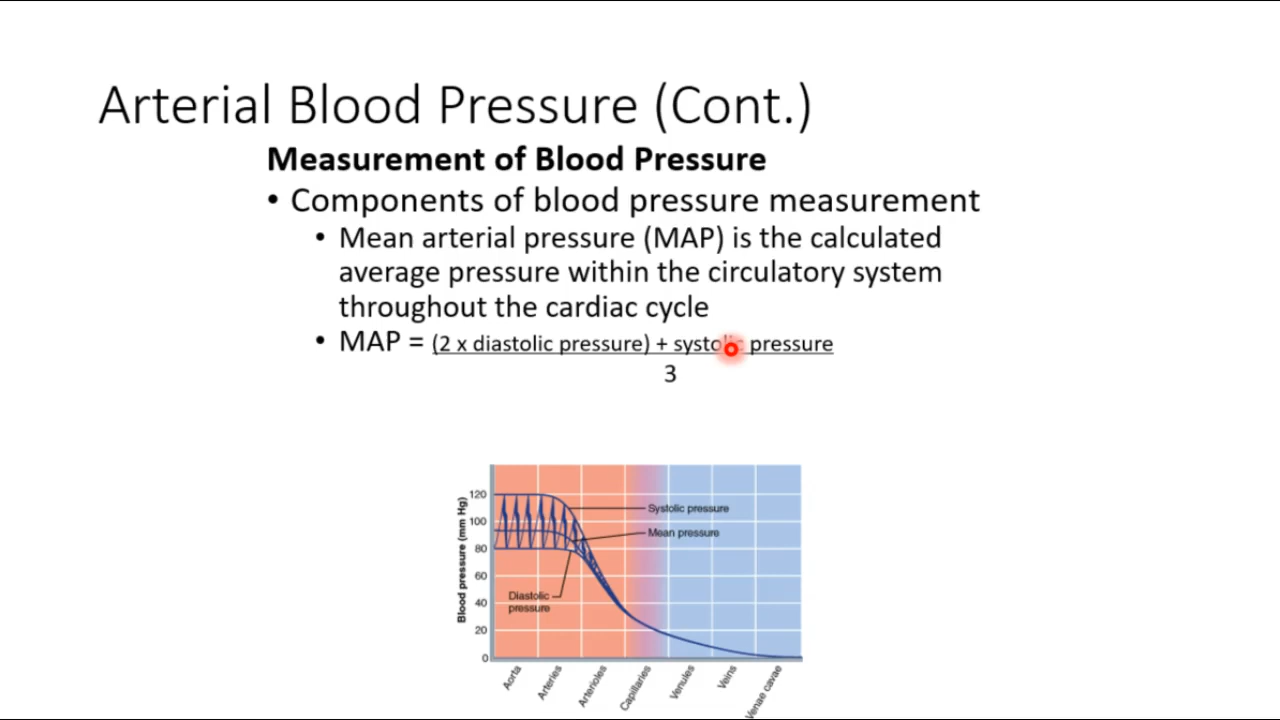 Arterial Blood Pressure (Cont.)
Measurement of Blood Pressure
• Components of blood pressure measurement
• Mean arterial pressure (MAP) is the calculated
average pressure within the circulatory system
throughout the cardiac cycle
• MAP = (2 x diastolic pressure) + systolic pressure
3
Blood pressure (mm Hg)
120
100
80
60
40
20
0
Systolic pressure
Mean pressure
Diastolic
pressure
Aorta
Arteries
Arterioles
Capillaries
Venules
Veins
Venae cavae